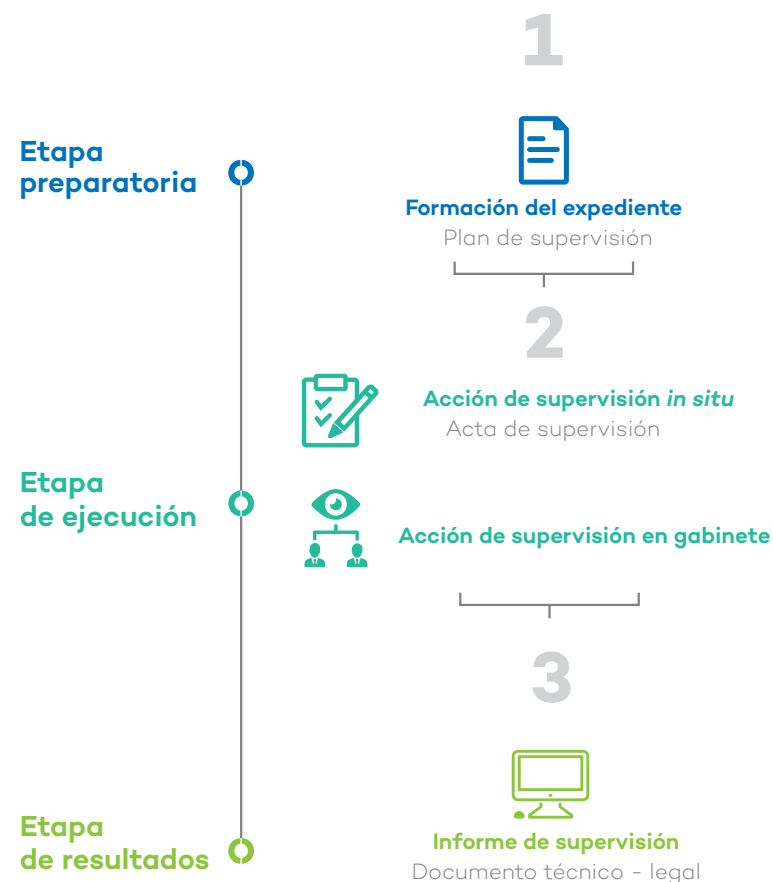 1
Etapa
preparatoria
Formación del expediente
Plan de supervisión
2
Acción de supervisión in situ
Acta de supervisión
Etapa
de ejecución
Acción de supervisión en gabinete
3
Etapa
de resultados
Informe de supervisión
Documento técnico - legal